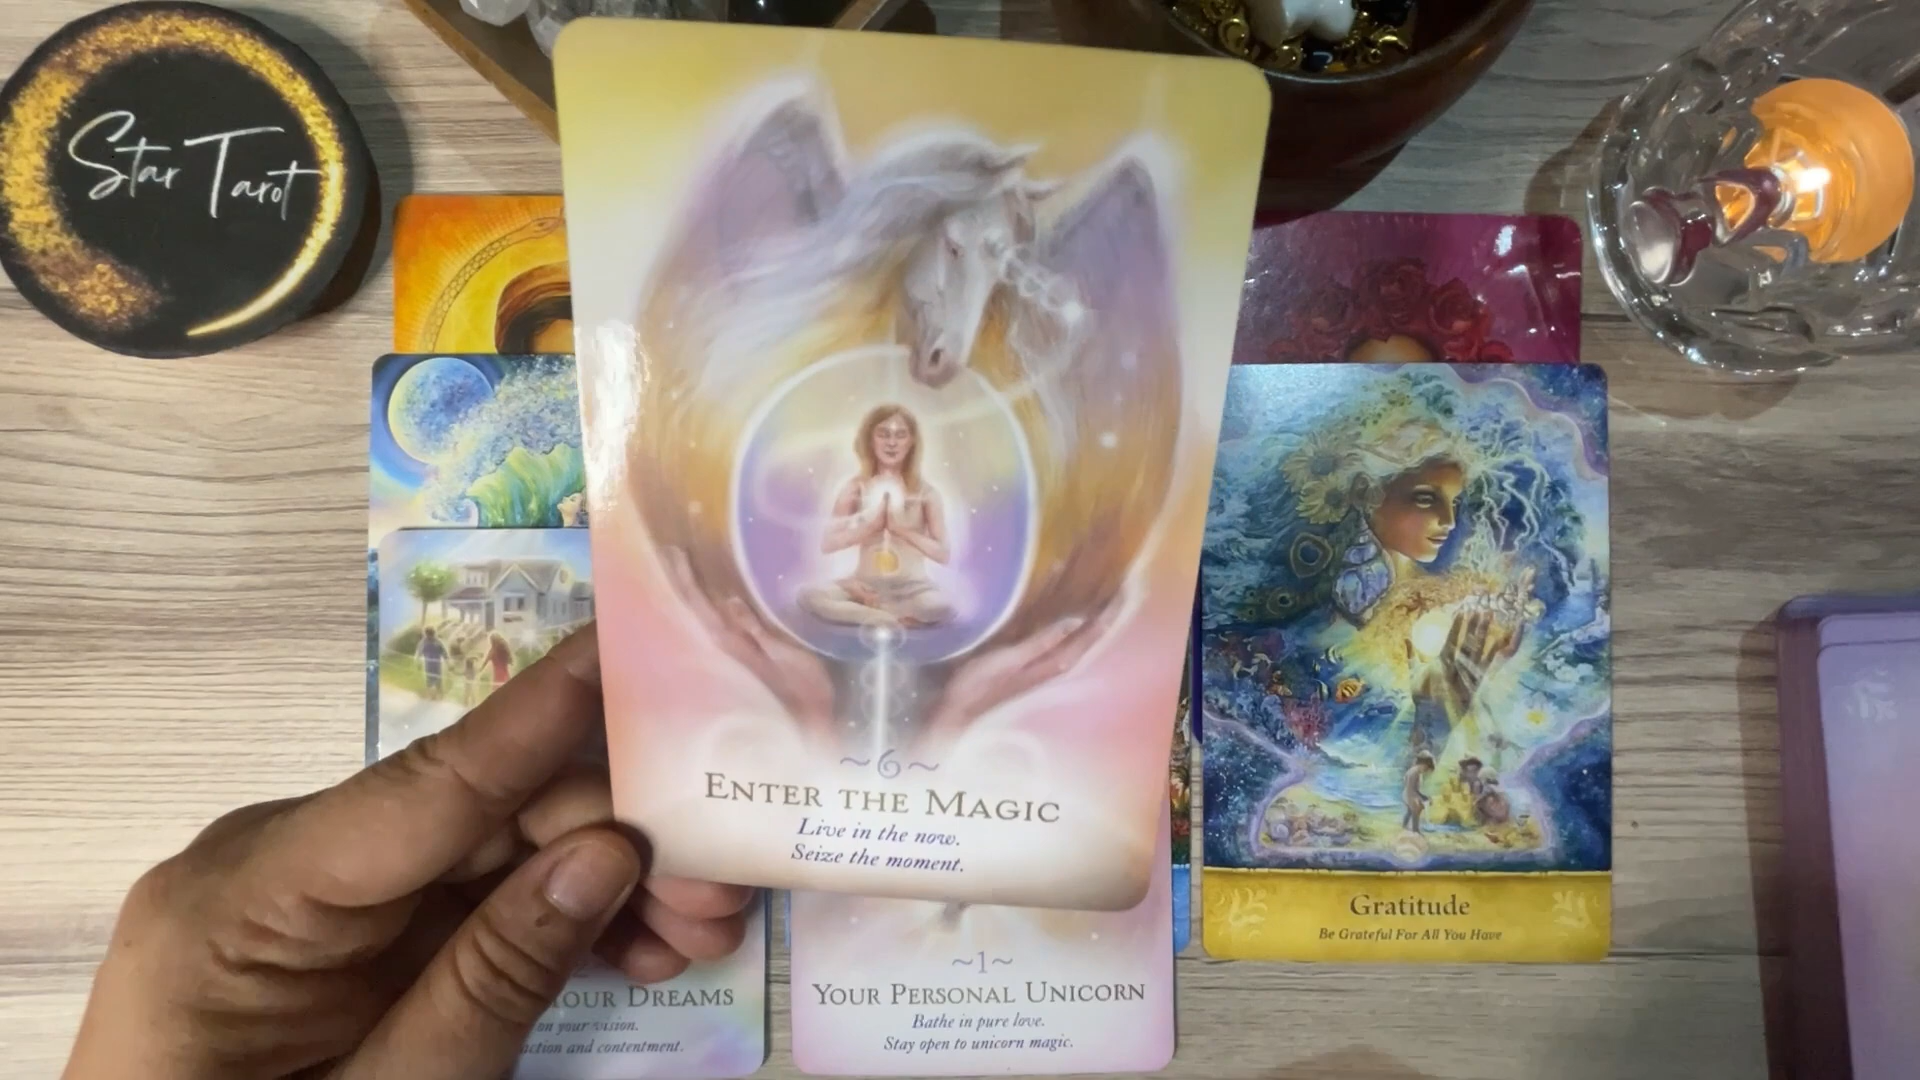 Star Tarot
~6~
ENTER THE MAGIC
Live in the now.
Seize the moment.
YOUR DREAMS
on your vision.
action and contentment.
~1~
YOUR PERSONAL UNICORN
Bathe in pure love.
Stay open to unicorn magic.
Gratitude
Be Grateful For All You Have